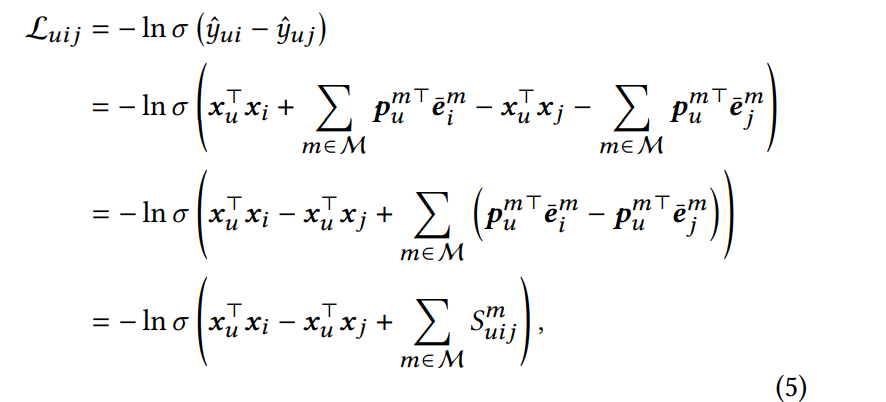 ℒ_{uij} = − ln σ (ŷ_{ui} − ŷ_{uj})
= − ln σ (x_u^⊤ x_i + ∑_{m∈ℳ} p_u^{m⊤} ē_i^m − x_u^⊤ x_j − ∑_{m∈ℳ} p_u^{m⊤} ē_j^m)
= − ln σ (x_u^⊤ x_i − x_u^⊤ x_j + ∑_{m∈ℳ} (p_u^{m⊤} ē_i^m − p_u^{m⊤} ē_j^m))
= − ln σ (x_u^⊤ x_i − x_u^⊤ x_j + ∑_{m∈ℳ} S_{uij}^m),
(5)